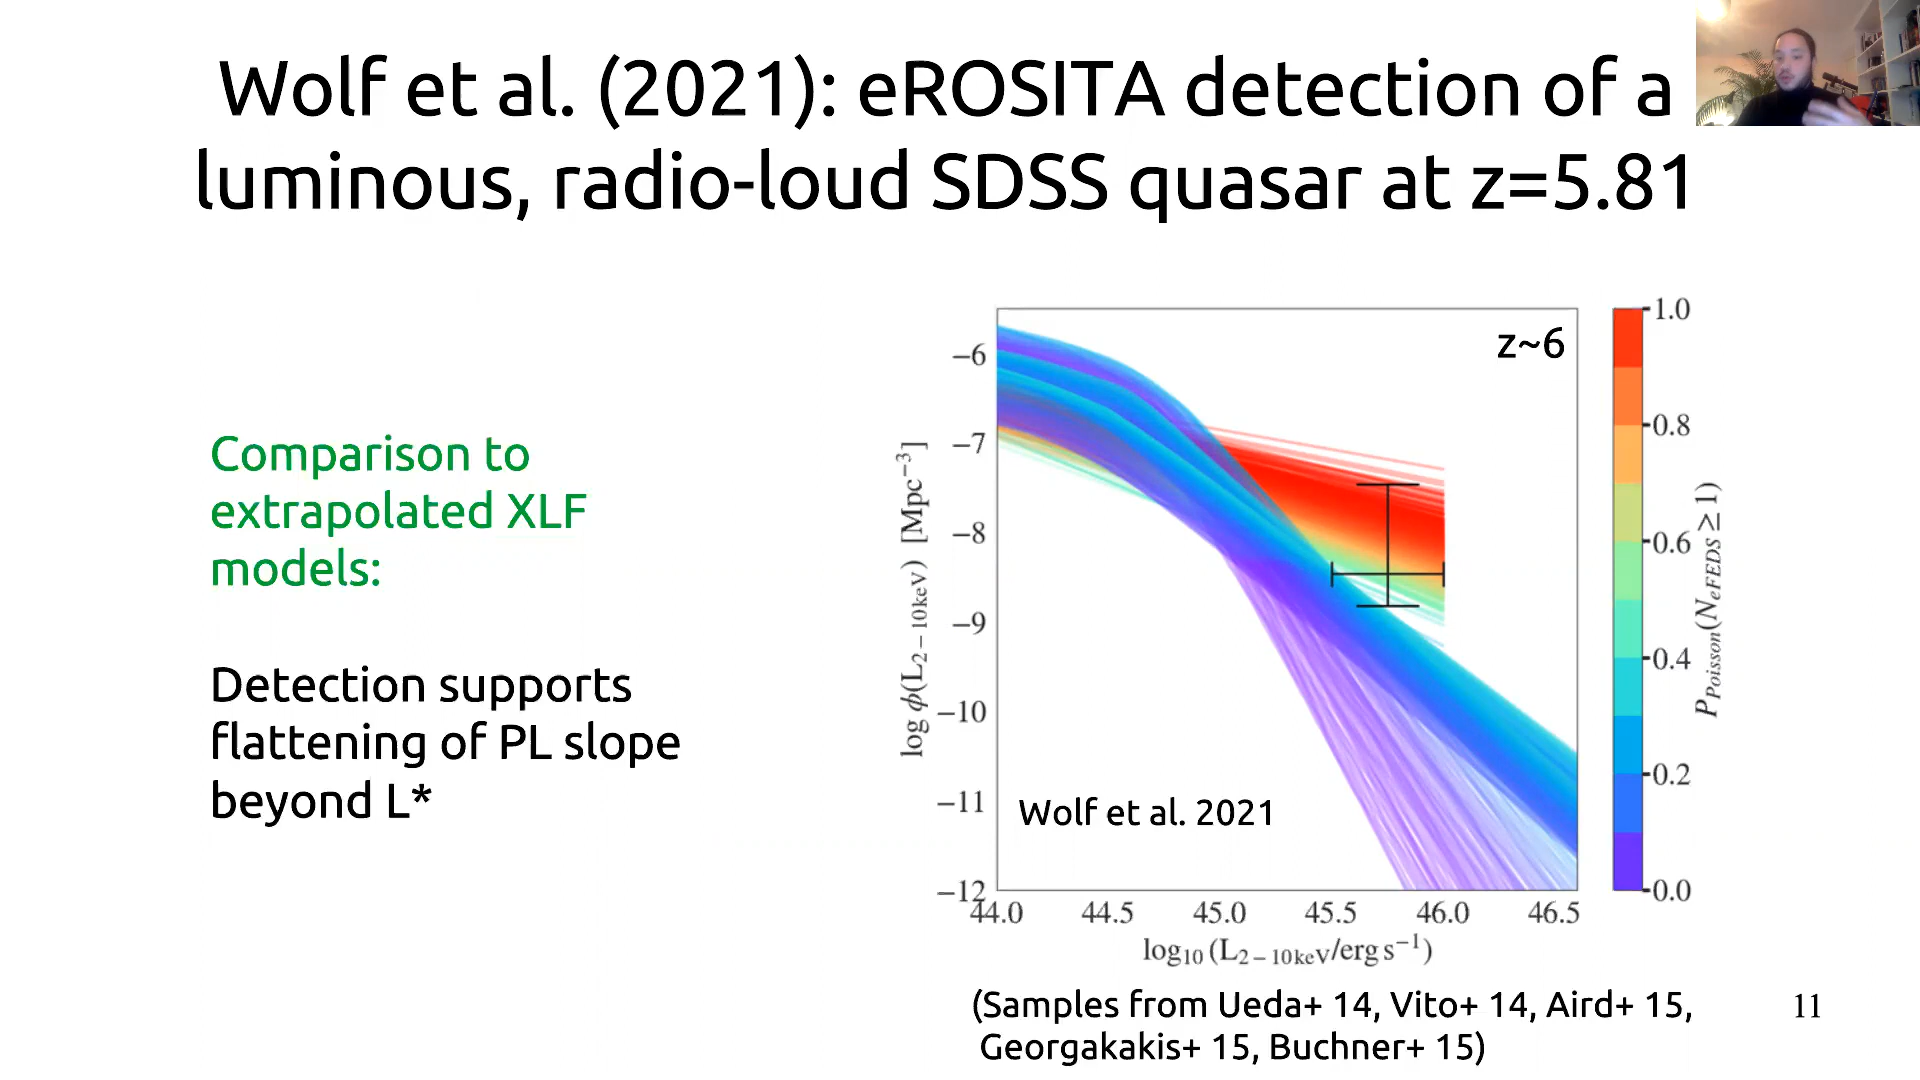 Wolf et al. (2021): eROSITA detection of a
luminous, radio-loud SDSS quasar at z=5.81
Comparison to
extrapolated XLF
models:
Detection supports
flattening of PL slope
beyond L*
z~6
Wolf et al. 2021
log ϕ(L₂₋₁₀keV) [Mpc⁻³]
−6
−7
−8
−9
−10
−11
−12
44.0 44.5 45.0 45.5 46.0 46.5
log₁₀ (L₂₋₁₀keV/erg s⁻¹)
1.0
0.8
0.6
0.4
0.2
0.0
P_Poisson(N_eFEDS ≥ 1)
(Samples from Ueda+ 14, Vito+ 14, Aird+ 15,
Georgakakis+ 15, Buchner+ 15)
11